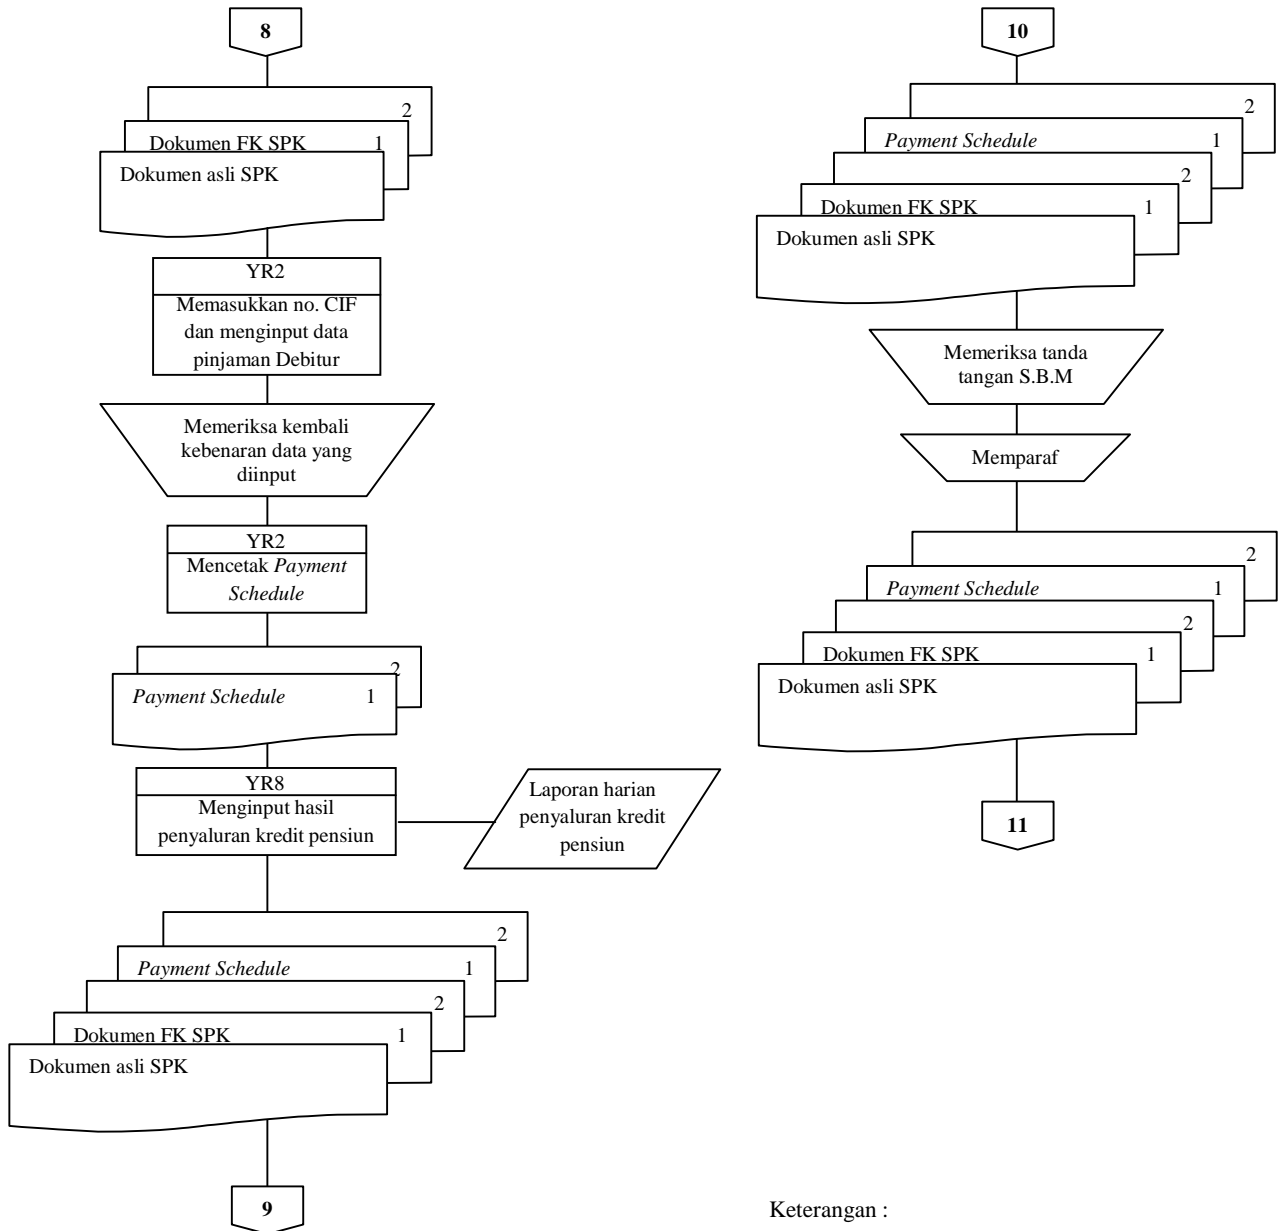 8
2
Dokumen FK SPK 1
Dokumen asli SPK
YR2
Memasukkan no. CIF
dan menginput data
pinjaman Debitur
Memeriksa kembali
kebenaran data yang
diinput
YR2
Mencetak Payment
Schedule
2
Payment Schedule 1
YR8
Menginput hasil
penyaluran kredit pensiun
Laporan harian
penyaluran kredit
pensiun
2
Payment Schedule 1
2
Dokumen FK SPK 1
Dokumen asli SPK
9
10
2
Payment Schedule 1
2
Dokumen FK SPK 1
Dokumen asli SPK
Memeriksa tanda
tangan S.B.M
Memparaf
2
Payment Schedule 1
2
Dokumen FK SPK 1
Dokumen asli SPK
11
Keterangan :